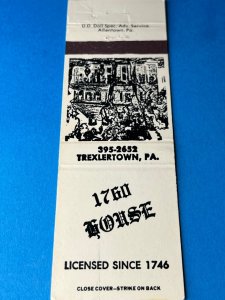 D.D. Doll Spec. Adv. Service
Allentown, Pa.
395-2652
TREXLERTOWN, PA.
1760
HOUSE
LICENSED SINCE 1746
CLOSE COVER—STRIKE ON BACK